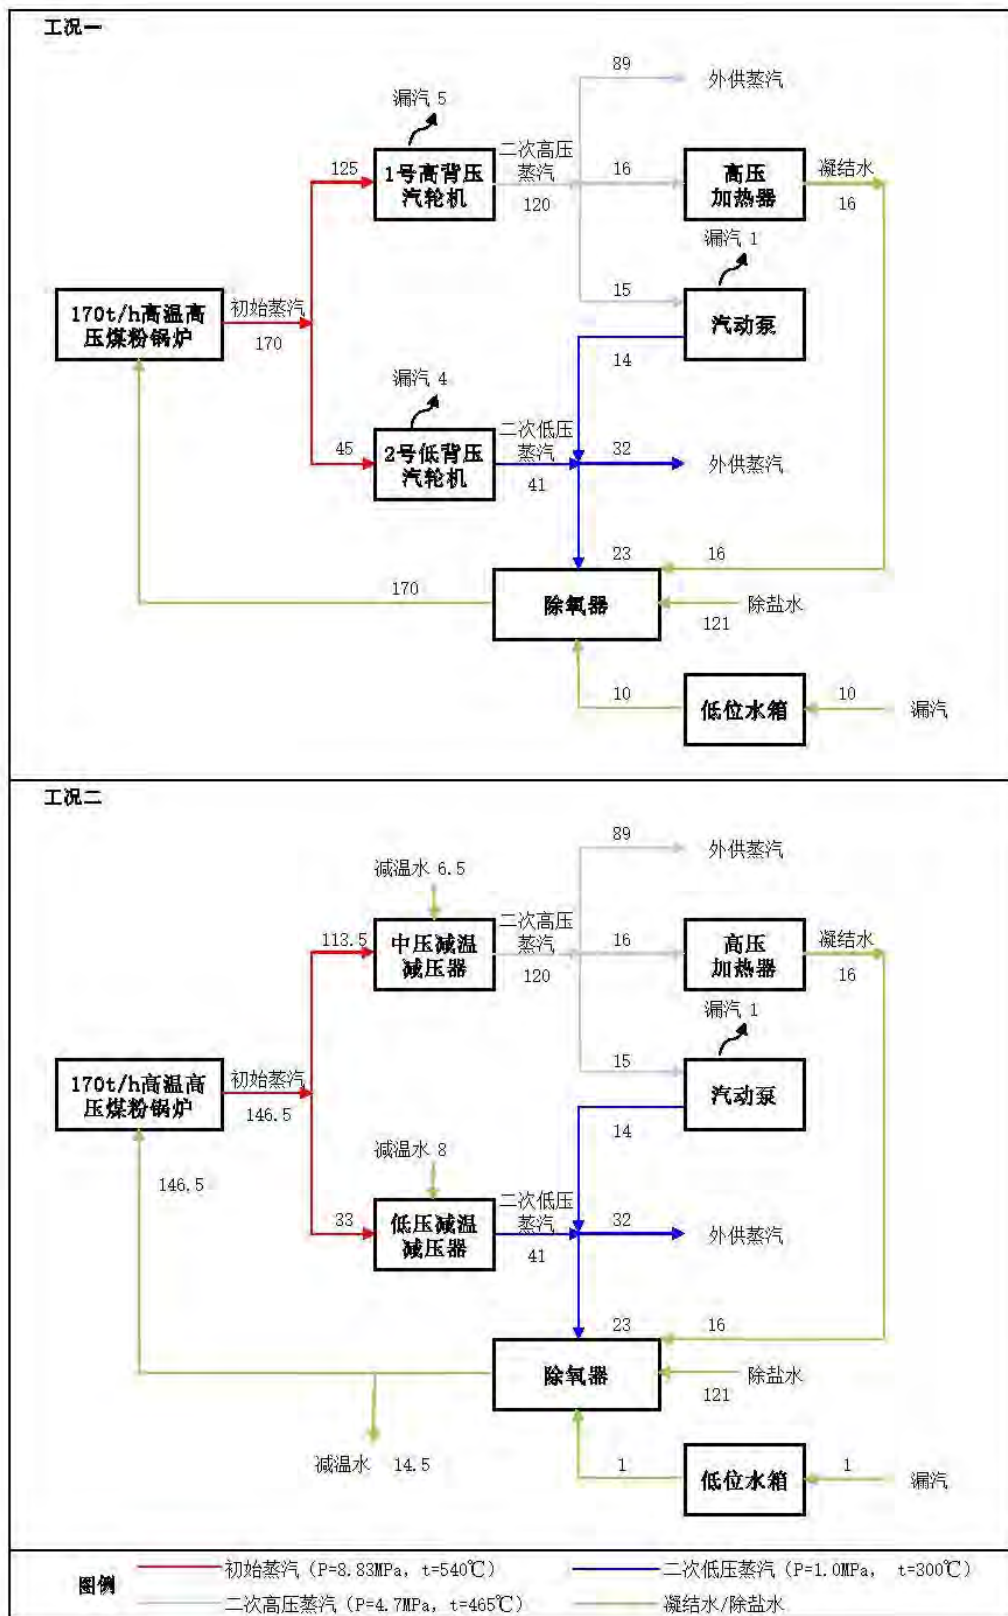 工况一
89
外供蒸汽
漏汽 5
二次高压
蒸汽
125
1号高背压
汽轮机
120
16
高压
加热器
凝结水
16
漏汽 1
15
汽动泵
14
170t/h高温高
压煤粉锅炉
初始蒸汽
170
漏汽 4
二次低压
蒸汽
45
2号低背压
汽轮机
41
32
外供蒸汽
23
16
170
除氧器
除盐水
121
10
低位水箱
10
漏汽
工况二
89
外供蒸汽
减温水 6.5
二次高压
蒸汽
113.5
中压减温
减压器
120
16
高压
加热器
凝结水
16
漏汽 1
15
汽动泵
14
170t/h高温高
压煤粉锅炉
初始蒸汽
146.5
146.5
减温水 8
二次低压
蒸汽
33
低压减温
减压器
41
32
外供蒸汽
23
16
除氧器
除盐水
121
减温水 14.5
1
低位水箱
1
漏汽
图例
初始蒸汽（P=8.83MPa， t=540℃）
二次低压蒸汽（P=1.0MPa， t=300℃）
二次高压蒸汽（P=4.7MPa，t=465℃）
凝结水/除盐水